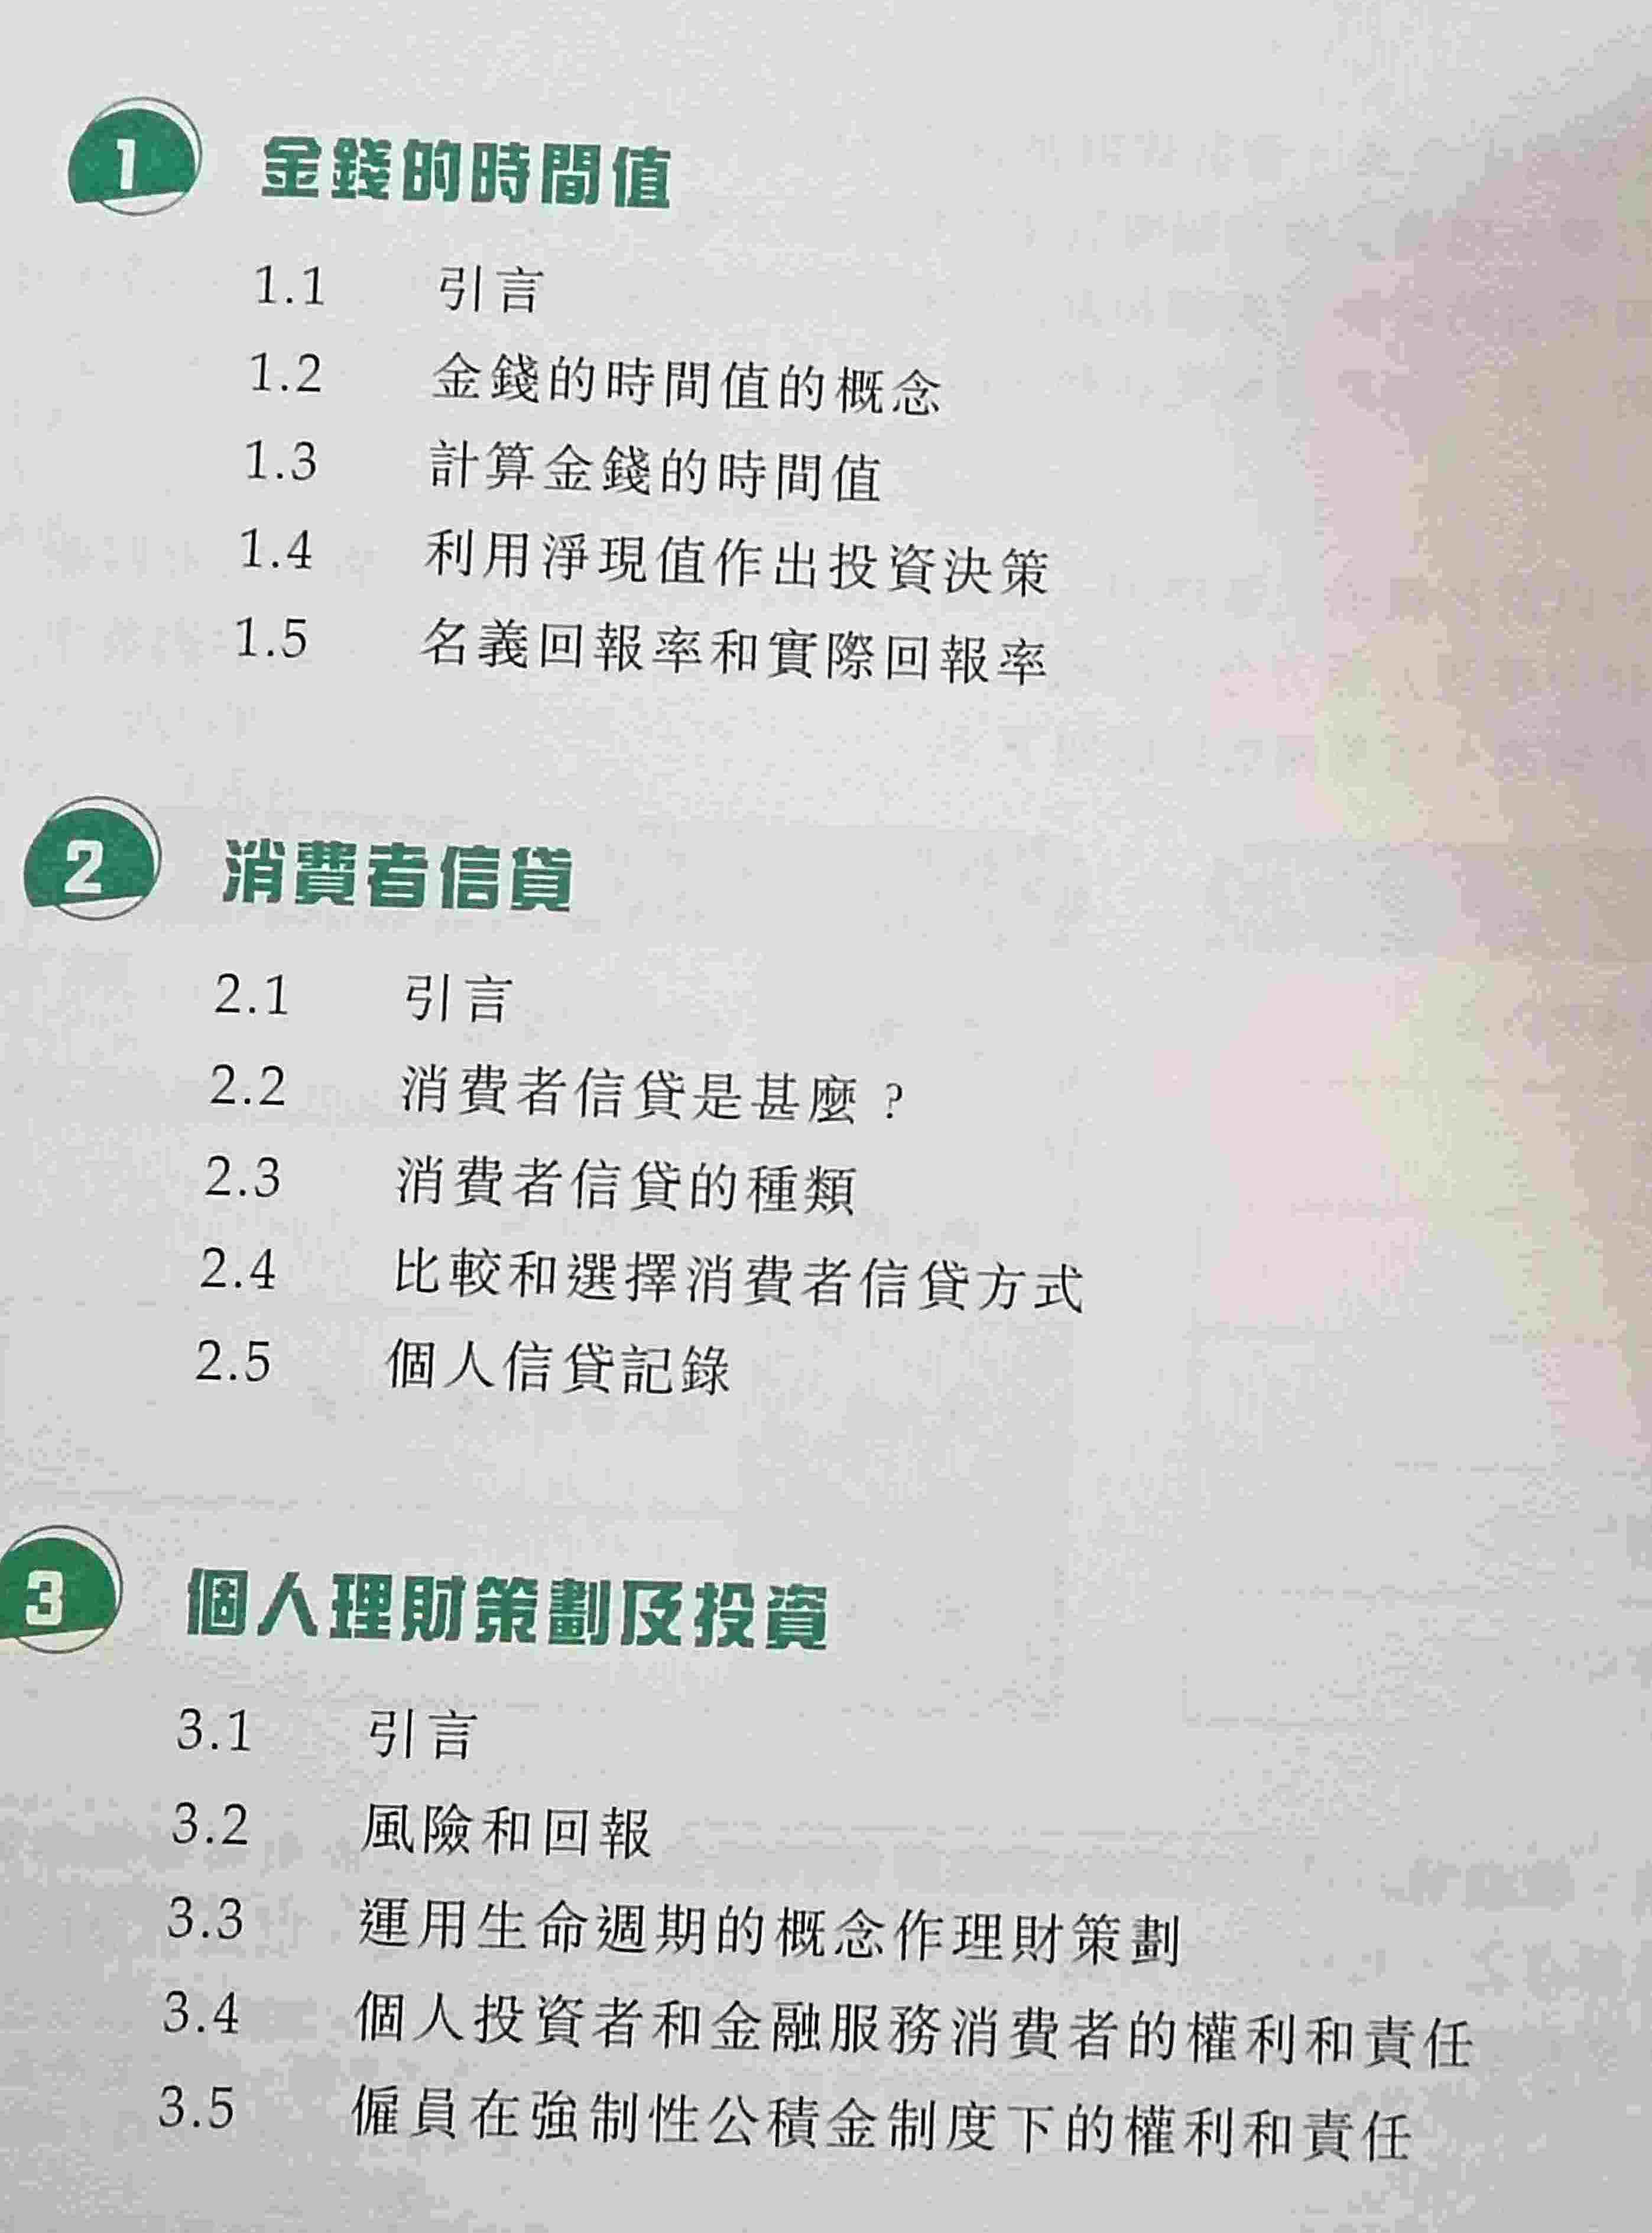 1 金錢的時間值
1.1 引言
1.2 金錢的時間值的概念
1.3 計算金錢的時間值
1.4 利用淨現值作出投資決策
1.5 名義回報率和實際回報率
2 消費者信貸
2.1 引言
2.2 消費者信貸是甚麼？
2.3 消費者信貸的種類
2.4 比較和選擇消費者信貸方式
2.5 個人信貸記錄
3 個人理財策劃及投資
3.1 引言
3.2 風險和回報
3.3 運用生命週期的概念作理財策劃
3.4 個人投資者和金融服務消費者的權利和責任
3.5 僱員在強制性公積金制度下的權利和責任